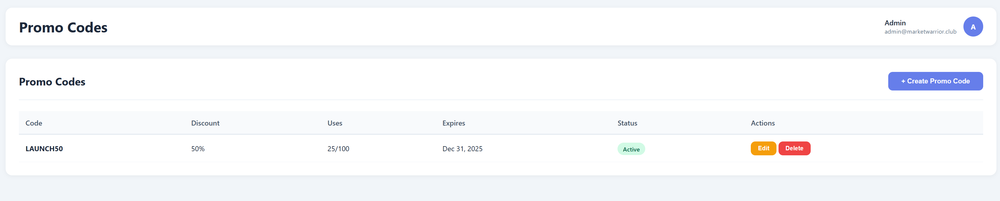 Promo Codes
Admin
admin@marketwarrior.club
A
Promo Codes
+ Create Promo Code
Code Discount Uses Expires Status Actions
LAUNCH50 50% 25/100 Dec 31, 2025 Active Edit Delete